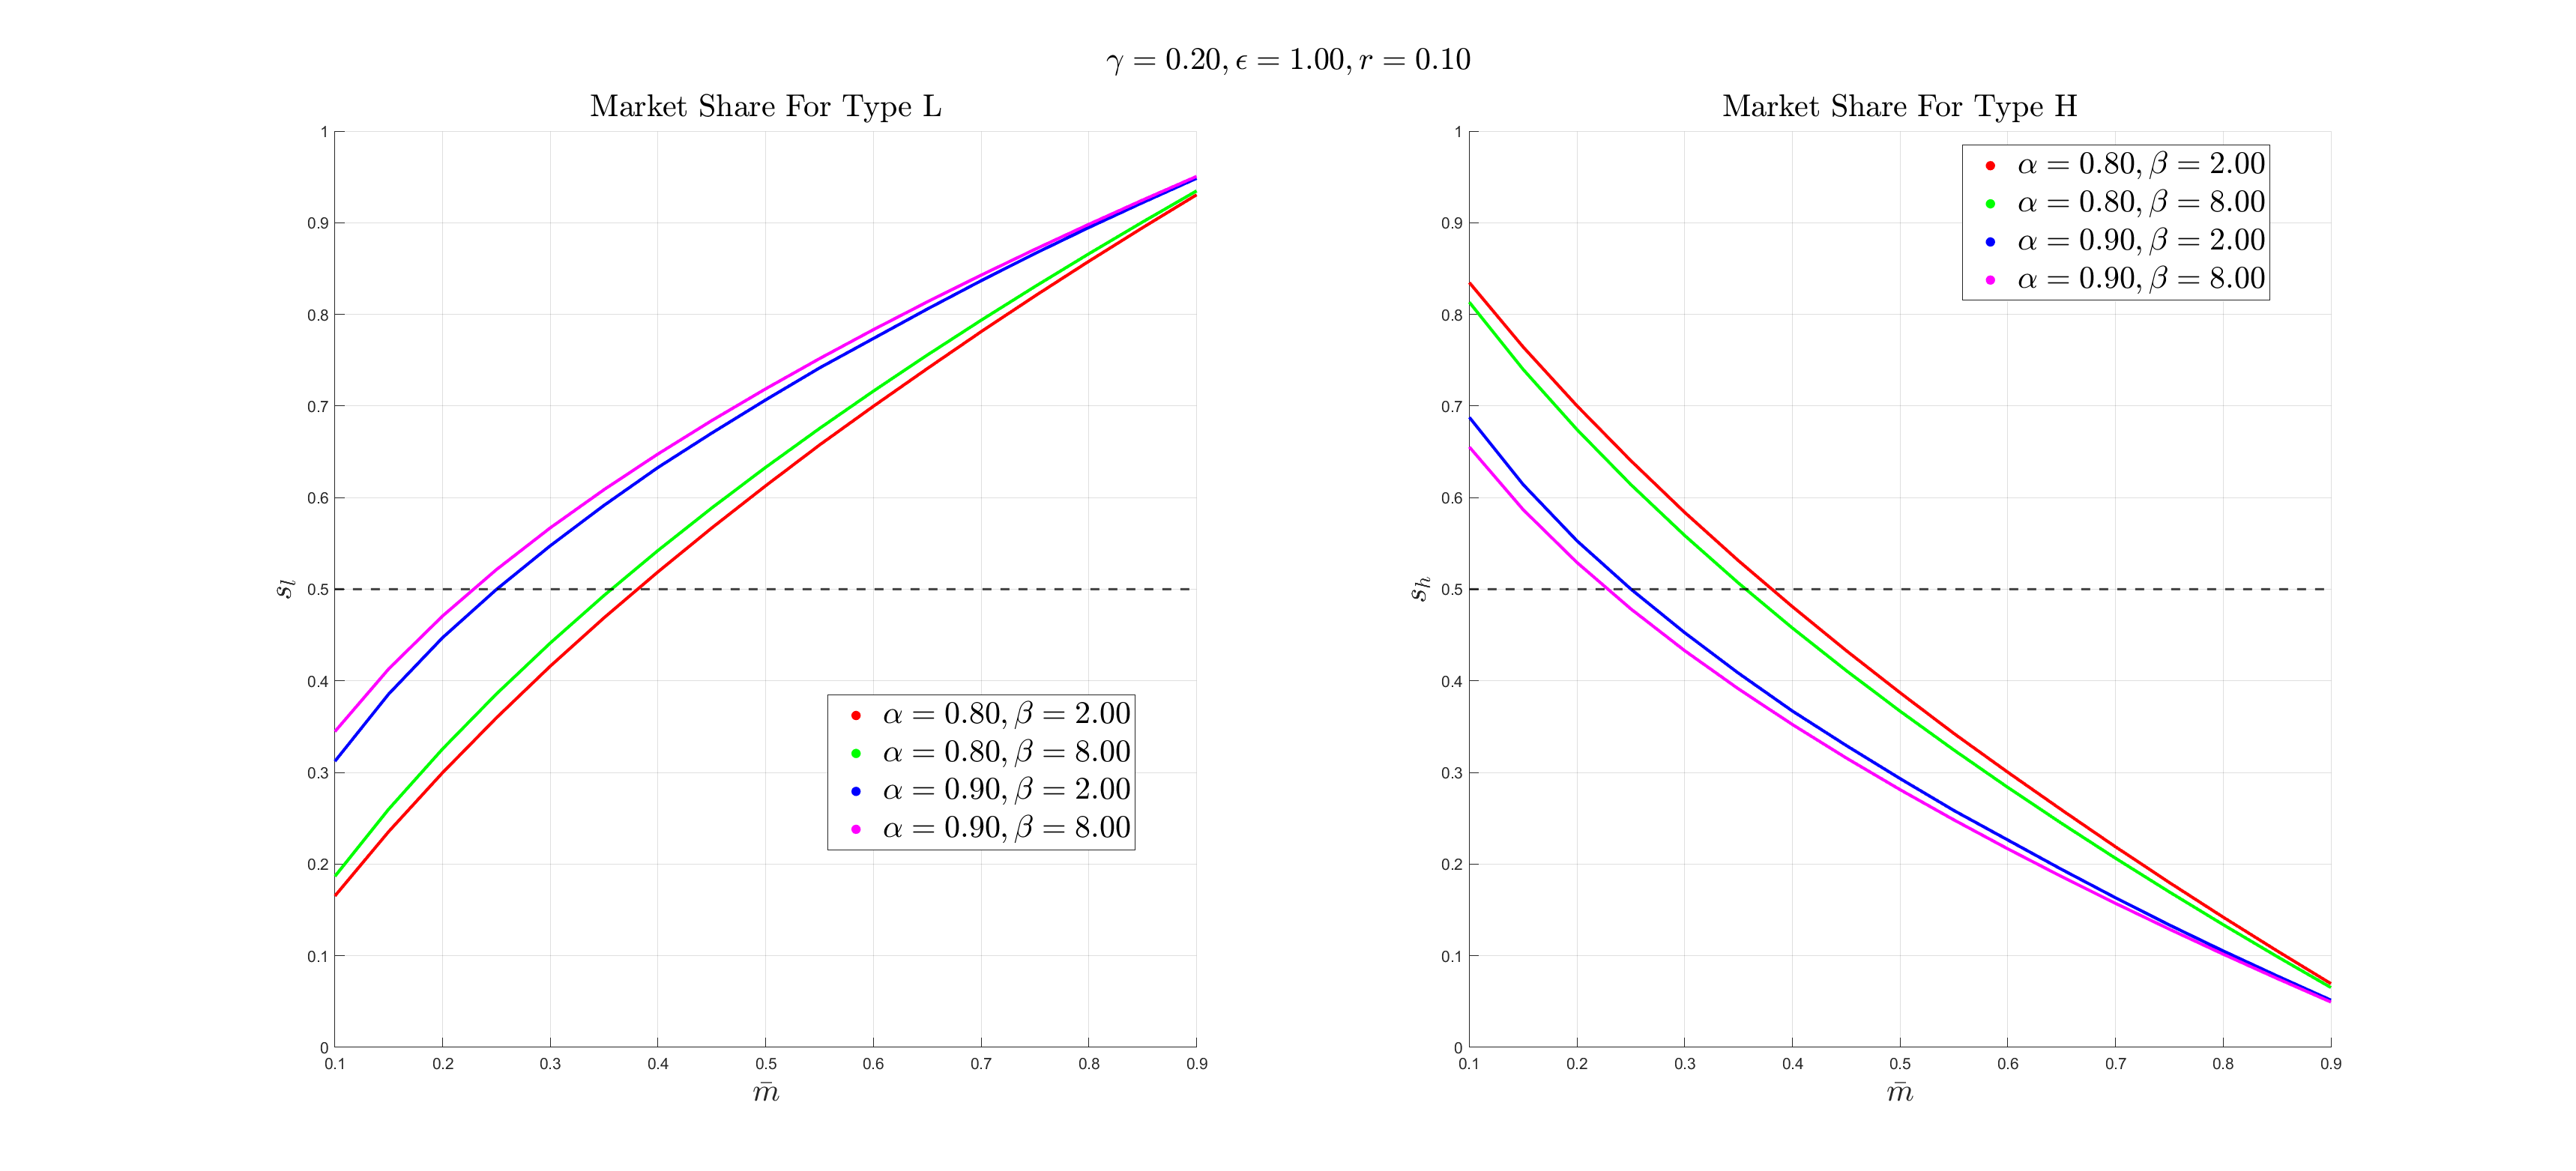 γ = 0.20, ϵ = 1.00, r = 0.10
Market Share For Type L
1
0.9
0.8
0.7
0.6
0.5
0.4
0.3
0.2
0.1
0
s_l
0.1 0.2 0.3 0.4 0.5 0.6 0.7 0.8 0.9
m̄
α = 0.80, β = 2.00
α = 0.80, β = 8.00
α = 0.90, β = 2.00
α = 0.90, β = 8.00
Market Share For Type H
1
0.9
0.8
0.7
0.6
0.5
0.4
0.3
0.2
0.1
0
s_h
0.1 0.2 0.3 0.4 0.5 0.6 0.7 0.8 0.9
m̄
α = 0.80, β = 2.00
α = 0.80, β = 8.00
α = 0.90, β = 2.00
α = 0.90, β = 8.00